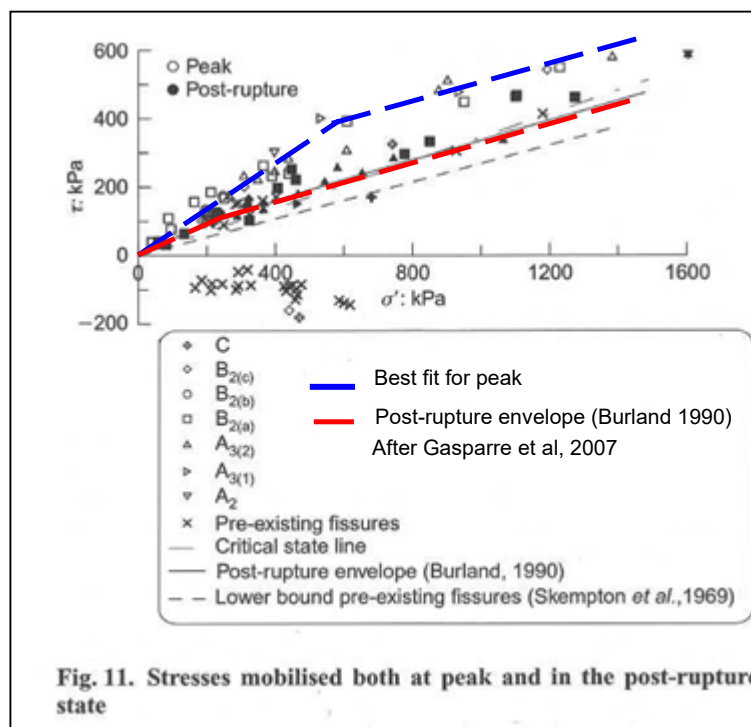 600
400
200
0
−200
τ: kPa
Peak
Post-rupture
400
800
1200
1600
σ′: kPa
C
B2(c)
B2(b)
B2(a)
A3(2)
A3(1)
A2
Pre-existing fissures
Critical state line
Post-rupture envelope (Burland, 1990)
Lower bound pre-existing fissures (Skempton et al.,1969)
Best fit for peak
Post-rupture envelope (Burland 1990)
After Gasparre et al, 2007
Fig. 11. Stresses mobilised both at peak and in the post-rupture
state